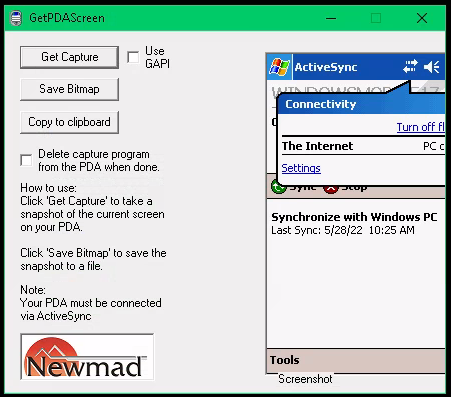 GetPDAScreen
Get Capture
Use
GAPI
Save Bitmap
Copy to clipboard
Delete capture program
from the PDA when done.
How to use:
Click 'Get Capture' to take a
snapshot of the current screen
on your PDA.
Click 'Save Bitmap' to save the
snapshot to a file.
Note:
Your PDA must be connected
via ActiveSync
Newmad
ActiveSync
Connectivity
Turn off fl
The Internet PC c
Settings
Sync Stop
Synchronize with Windows PC
Last Sync: 5/28/22 10:25 AM
Tools
Screenshot